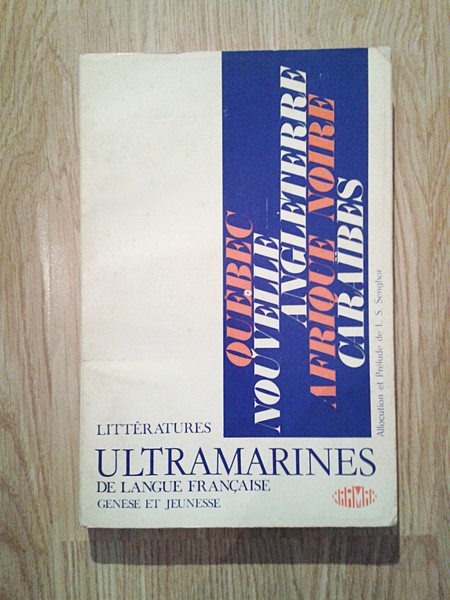 QUÉBEC
NOUVELLE
ANGLETERRE
AFRIQUE NOIRE
CARAÏBES
Allocution et Prélude de L. S. Senghor
LITTÉRATURES
ULTRAMARINES
DE LANGUE FRANÇAISE
GENÈSE ET JEUNESSE
NAAMAN